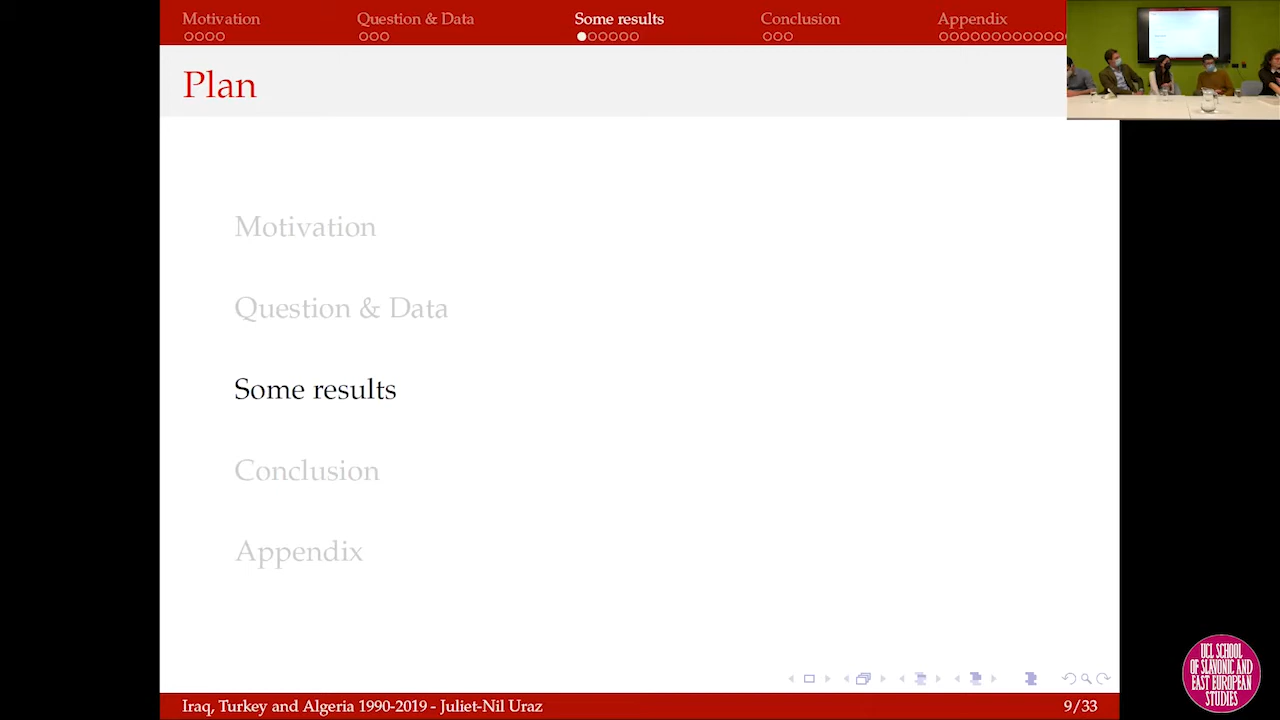 Motivation
Question & Data
Some results
Conclusion
Appendix
Plan
Motivation
Question & Data
Some results
Conclusion
Appendix
Iraq, Turkey and Algeria 1990-2019 - Juliet-Nil Uraz
9/33
UCL SCHOOL
OF SLAVONIC AND
EAST EUROPEAN
STUDIES